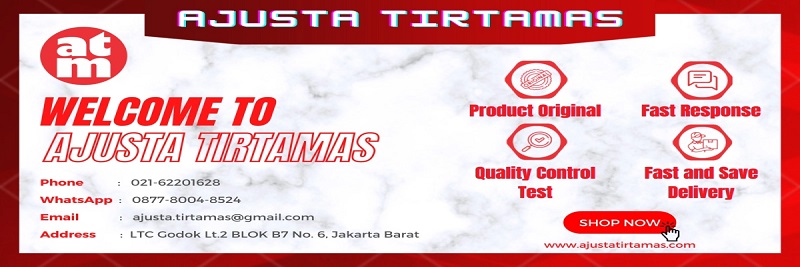 AJUSTA TIRTAMAS
atm
WELCOME TO
AJUSTA TIRTAMAS
Phone : 021-62201628
WhatsApp : 0877-8004-8524
Email : ajusta.tirtamas@gmail.com
Address : LTC Godok Lt.2 BLOK B7 No. 6, Jakarta Barat
Product Original
Fast Response
Quality Control
Test
Fast and Save
Delivery
SHOP NOW
www.ajustatirtamas.com